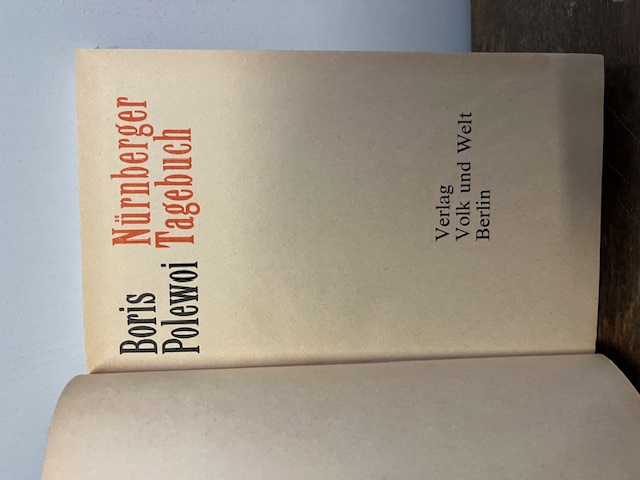 Boris
Polewoi
Nürnberger
Tagebuch
Verlag
Volk und Welt
Berlin